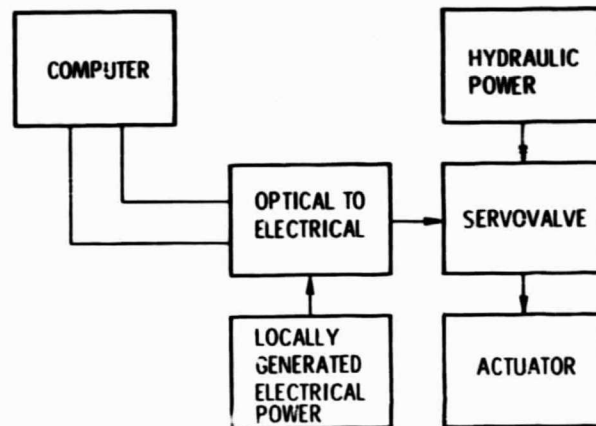 COMPUTER
HYDRAULIC
POWER
OPTICAL TO
ELECTRICAL
SERVOVALVE
LOCALLY
GENERATED
ELECTRICAL
POWER
ACTUATOR